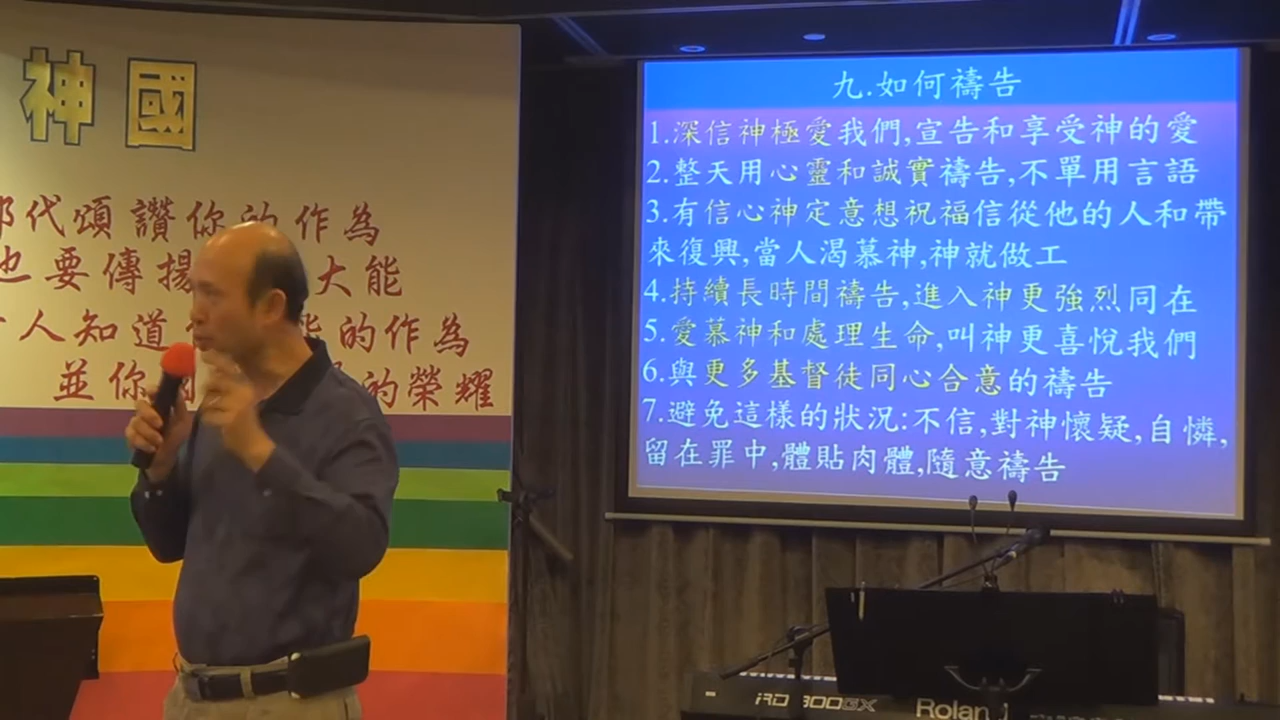 神國
代頌讚你的作為
也要傳揚 大能
人知道 的作為
並你 的榮耀
九.如何禱告
1.深信神極愛我們,宣告和享受神的愛
2.整天用心靈和誠實禱告,不單用言語
3.有信心神定意想祝福信從他的人和帶
來復興,當人渴慕神,神就做工
4.持續長時間禱告,進入神更強烈同在
5.愛慕神和處理生命,叫神更喜悅我們
6.與更多基督徒同心合意的禱告
7.避免這樣的狀況:不信,對神懷疑,自憐,
留在罪中,體貼肉體,隨意禱告
RD 300GX
Roland